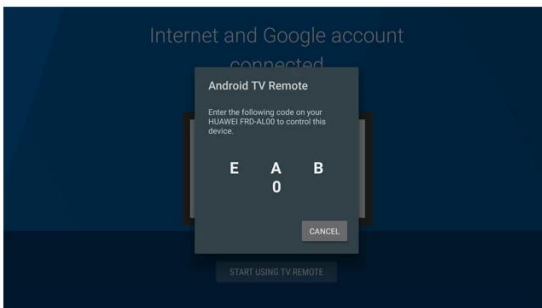 Internet and Google account
connected
Android TV Remote
Enter the following code on your
HUAWEI FRD-AL00 to control this
device.
E A B
0
CANCEL
START USING TV REMOTE